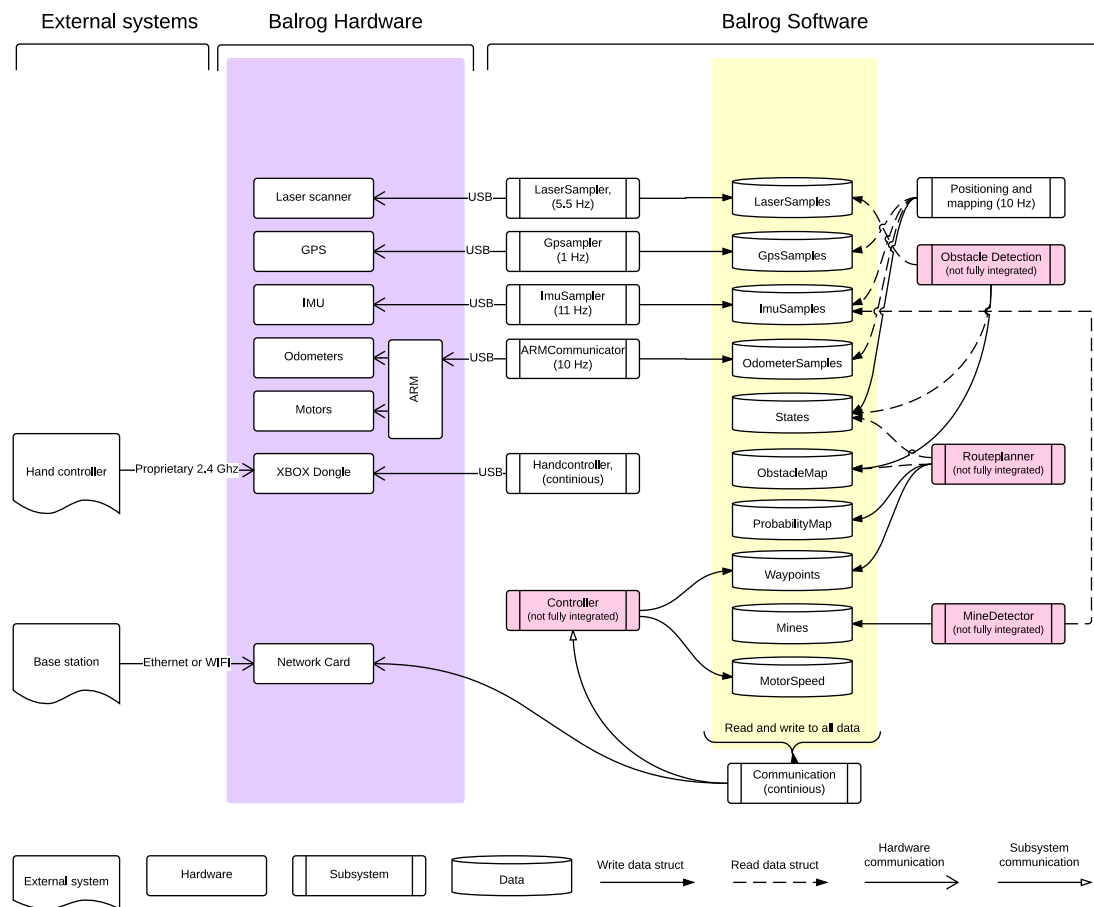 External systems
Balrog Hardware
Balrog Software
Laser scanner
USB
LaserSampler,
(5.5 Hz)
LaserSamples
Positioning and
mapping (10 Hz)
GPS
USB
Gpsampler
(1 Hz)
GpsSamples
Obstacle Detection
(not fully integrated)
IMU
USB
ImuSampler
(11 Hz)
ImuSamples
Odometers
ARM
USB
ARMCommunicator
(10 Hz)
OdometerSamples
Motors
States
Hand controller
Proprietary 2.4 Ghz
XBOX Dongle
USB
Handcontroller,
(continious)
ObstacleMap
Routeplanner
(not fully integrated)
ProbabilityMap
Waypoints
Controller
(not fully integrated)
Mines
MineDetector
(not fully integrated)
Base station
Ethernet or WIFI
Network Card
MotorSpeed
Read and write to all data
Communication
(continious)
External system
Hardware
Subsystem
Data
Write data struct
Read data struct
Hardware
communication
Subsystem
communication